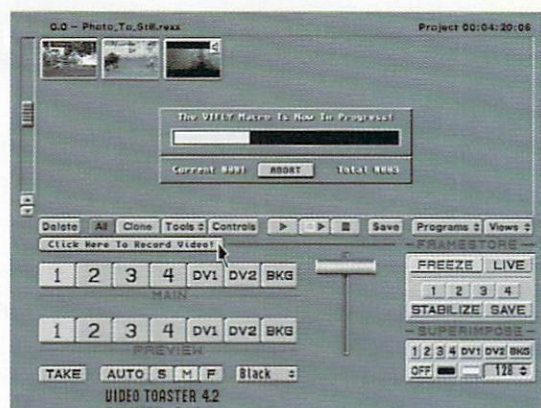 0.0 - Photo_To_Still.rexx
Project 00:04:20:06
The VIFLY Macro Is Now In Progress!
Current 0001 ABORT Total 0003
Delete All Clone Tools Controls Save Programs Views
Click Here To Record Video!
FRAMESTORE
FREEZE LIVE
1 2 3 4
STABILIZE SAVE
1 2 3 4 DV1 DV2 BKG
MAIN
1 2 3 4 DV1 DV2 BKG
PREVIEW
SUPERIMPOSE
1 2 3 4 DV1 DV2 BKG
OFF 128
TAKE AUTO S M F Black
VIDEO TOASTER 4.2